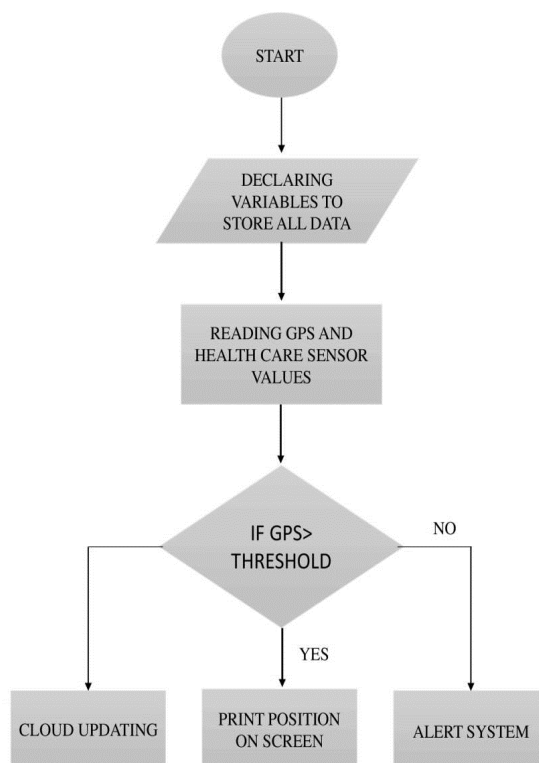 START
DECLARING
VARIABLES TO
STORE ALL DATA
READING GPS AND
HEALTH CARE SENSOR
VALUES
IF GPS>
THRESHOLD
NO
YES
CLOUD UPDATING
PRINT POSITION
ON SCREEN
ALERT SYSTEM